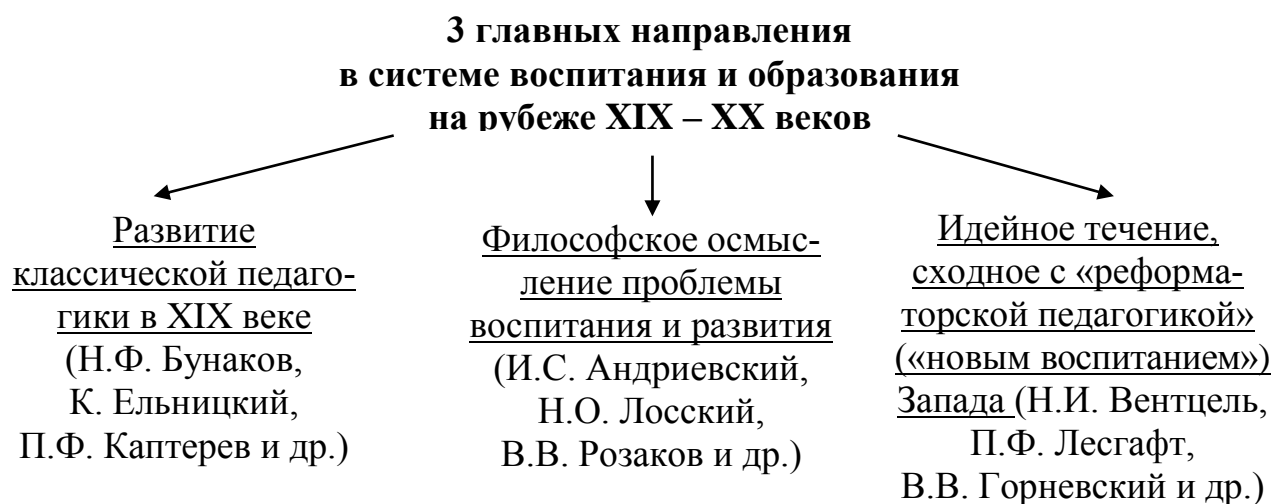 3 главных направления
в системе воспитания и образования
на рубеже XIX – XX веков
Развитие
классической педаго-
гики в XIX веке
(Н.Ф. Бунаков,
К. Ельницкий,
П.Ф. Каптерев и др.)
Философское осмыс-
ление проблемы
воспитания и развития
(И.С. Андриевский,
Н.О. Лосский,
В.В. Розаков и др.)
Идейное течение,
сходное с «реформа-
торской педагогикой»
(«новым воспитанием»)
Запада (Н.И. Вентцель,
П.Ф. Лесгафт,
В.В. Горневский и др.)